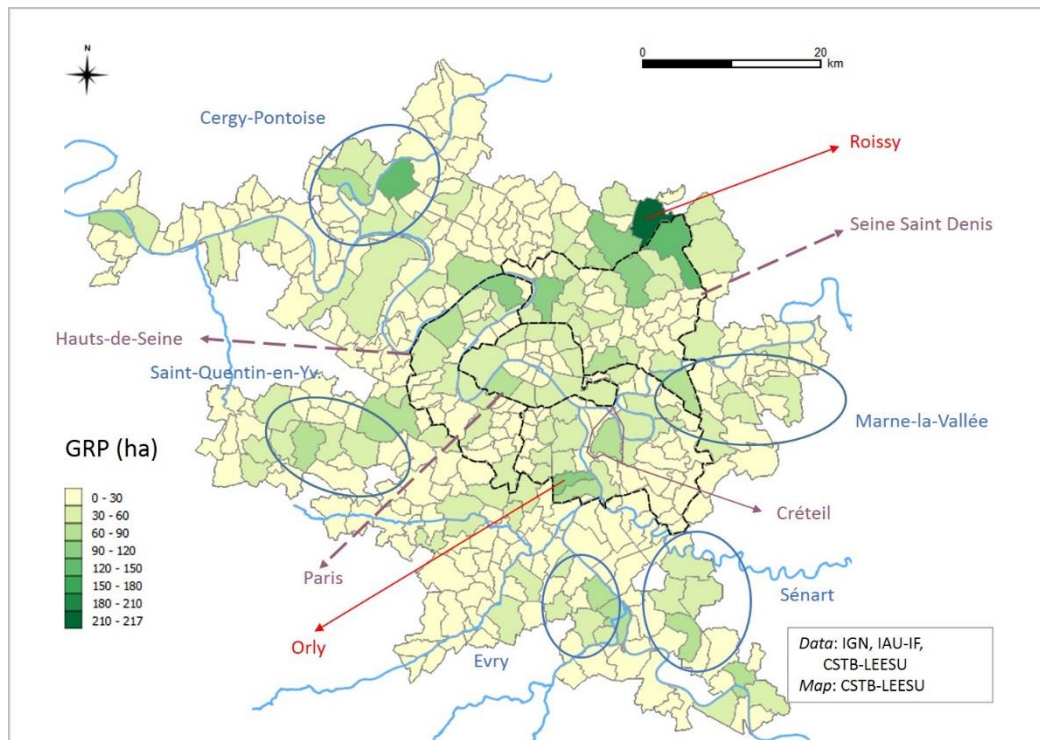 N
0 20
km
Cergy-Pontoise
Roissy
Seine Saint Denis
Hauts-de-Seine
Saint-Quentin-en-Yv.
Marne-la-Vallée
GRP (ha)
0 - 30
30 - 60
60 - 90
90 - 120
120 - 150
150 - 180
180 - 210
210 - 217
Créteil
Paris
Sénart
Orly
Evry
Data: IGN, IAU-IF,
CSTB-LEESU
Map: CSTB-LEESU